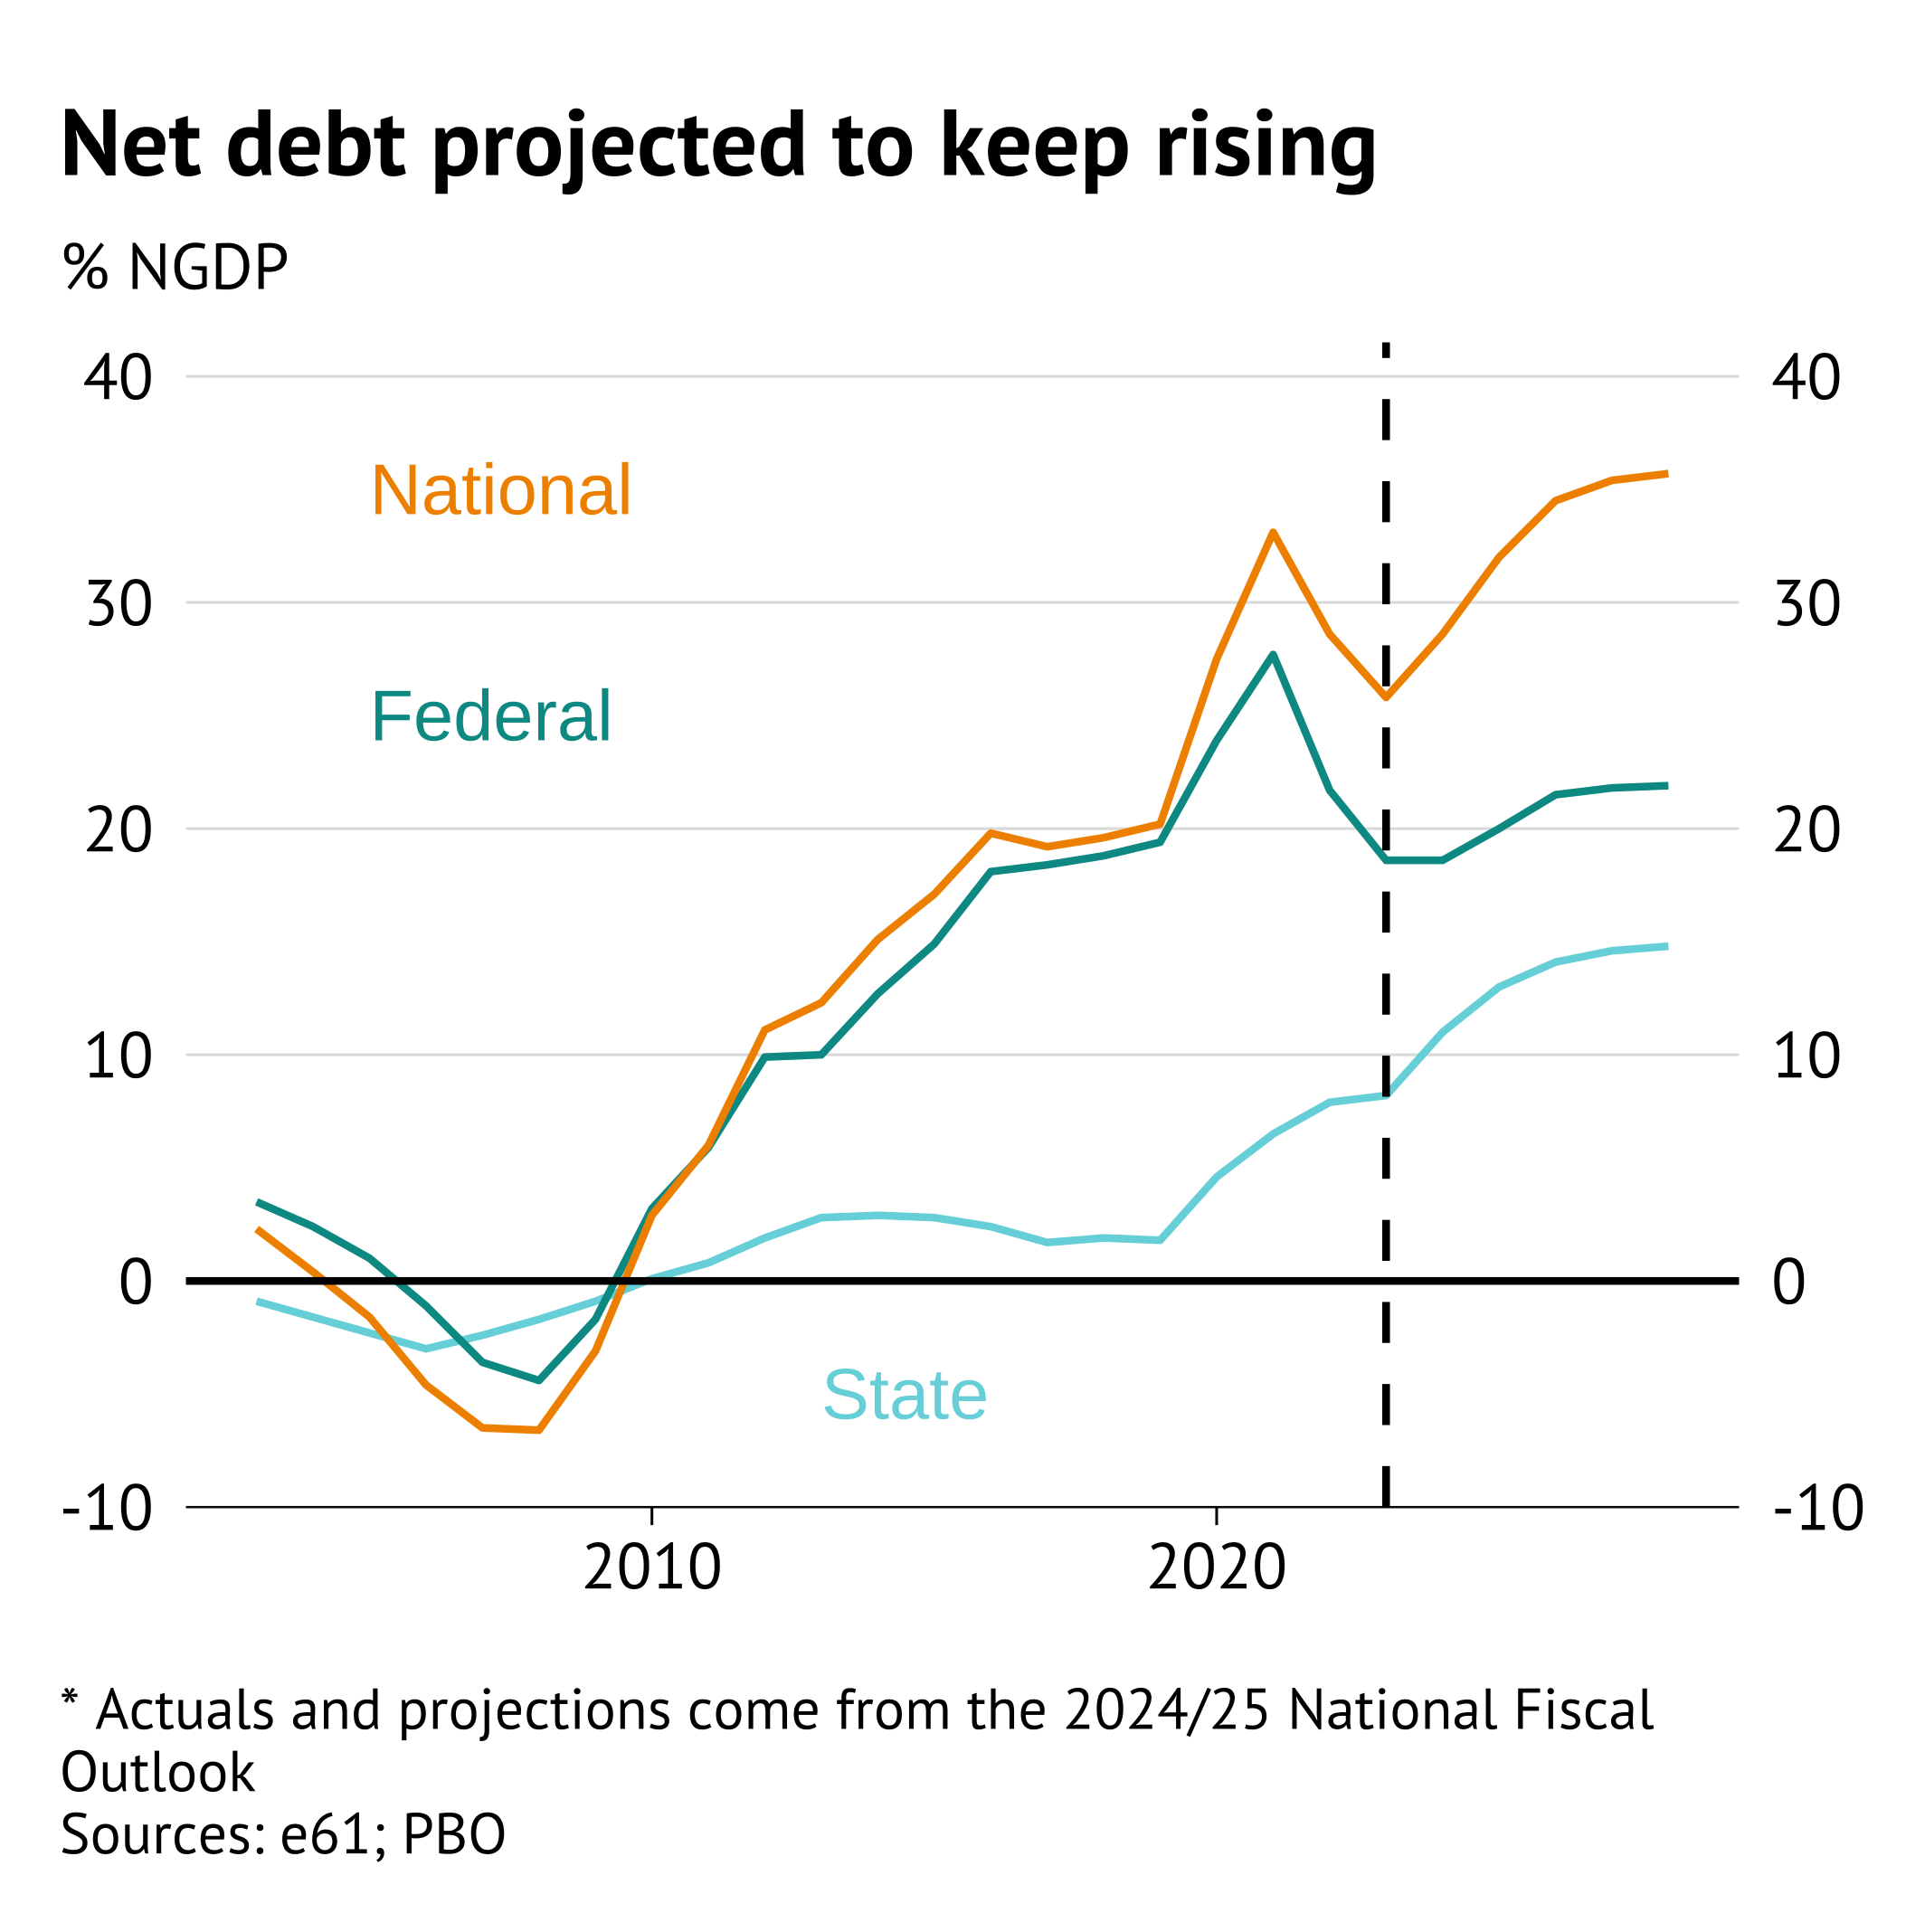 Net debt projected to keep rising
% NGDP
40 40
National
30 30
Federal
20 20
10 10
0 0
State
-10 -10
2010 2020
* Actuals and projections come from the 2024/25 National Fiscal
Outlook
Sources: e61; PBO